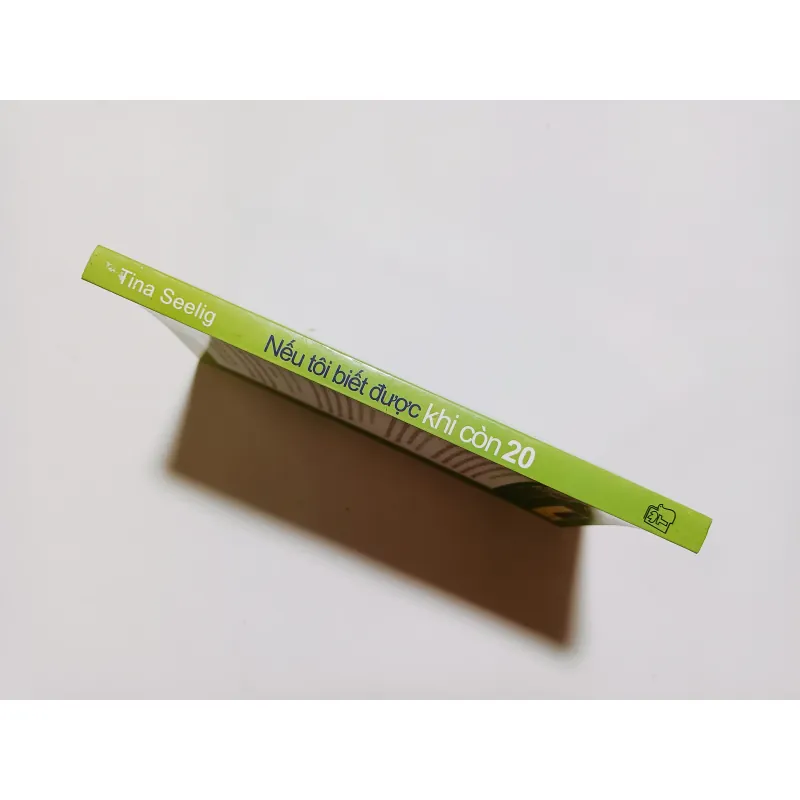 Tina Seelig
Nếu tôi biết được khi còn 20